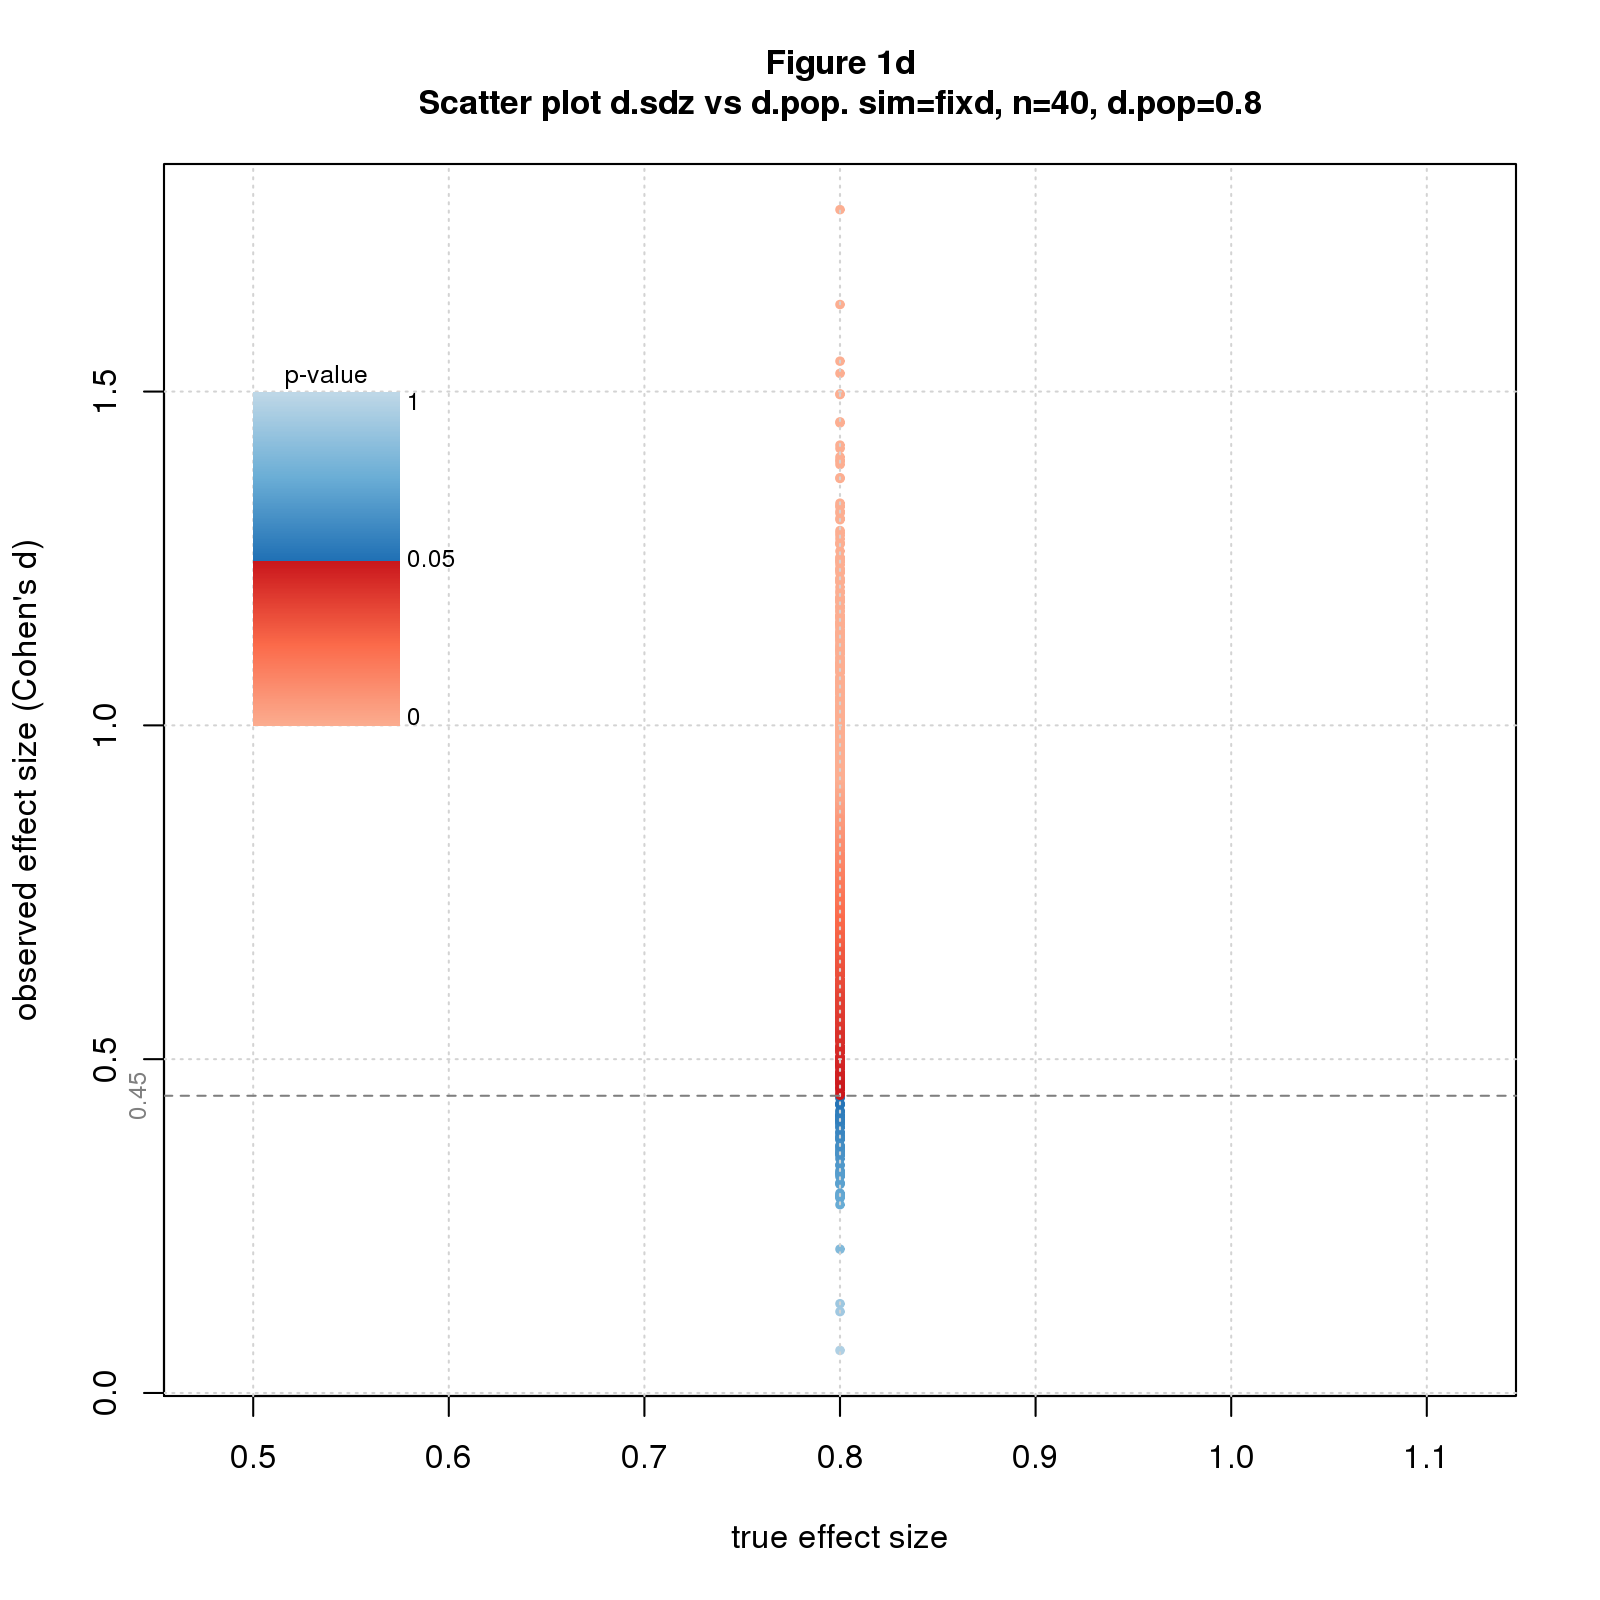 Figure 1d
Scatter plot d.sdz vs d.pop. sim=fixd, n=40, d.pop=0.8
observed effect size (Cohen's d)
1.5
1.0
0.5
0.45
0.0
p-value
1
0.05
0
0.5 0.6 0.7 0.8 0.9 1.0 1.1
true effect size